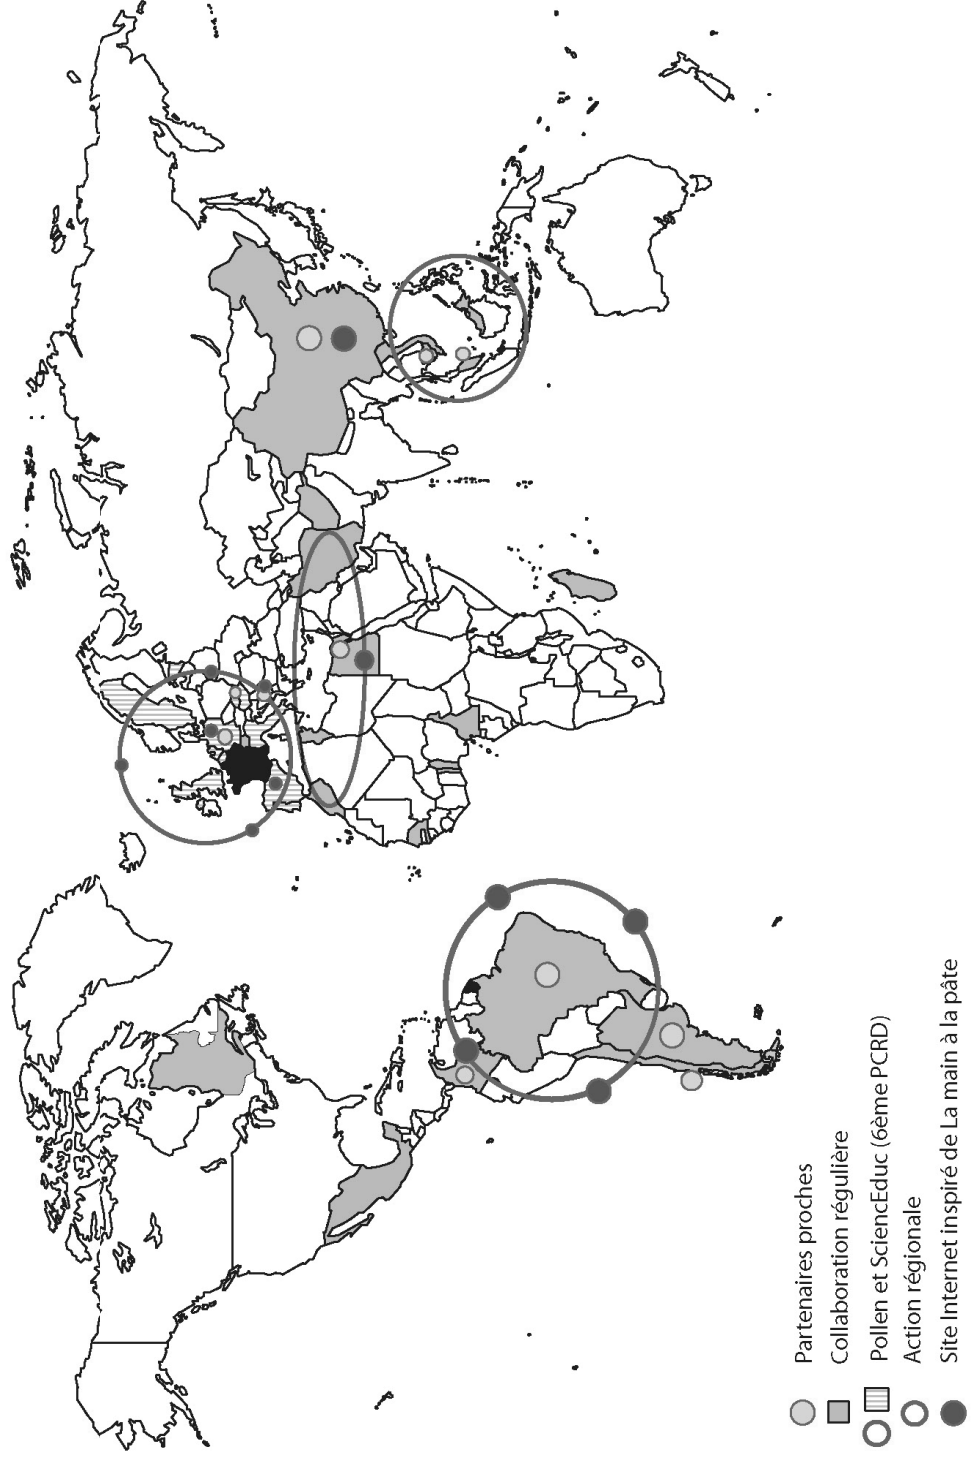 Partenaires proches
Collaboration régulière
Pollen et SciencEduc (6ème PCRD)
Action régionale
Site Internet inspiré de La main à la pâte